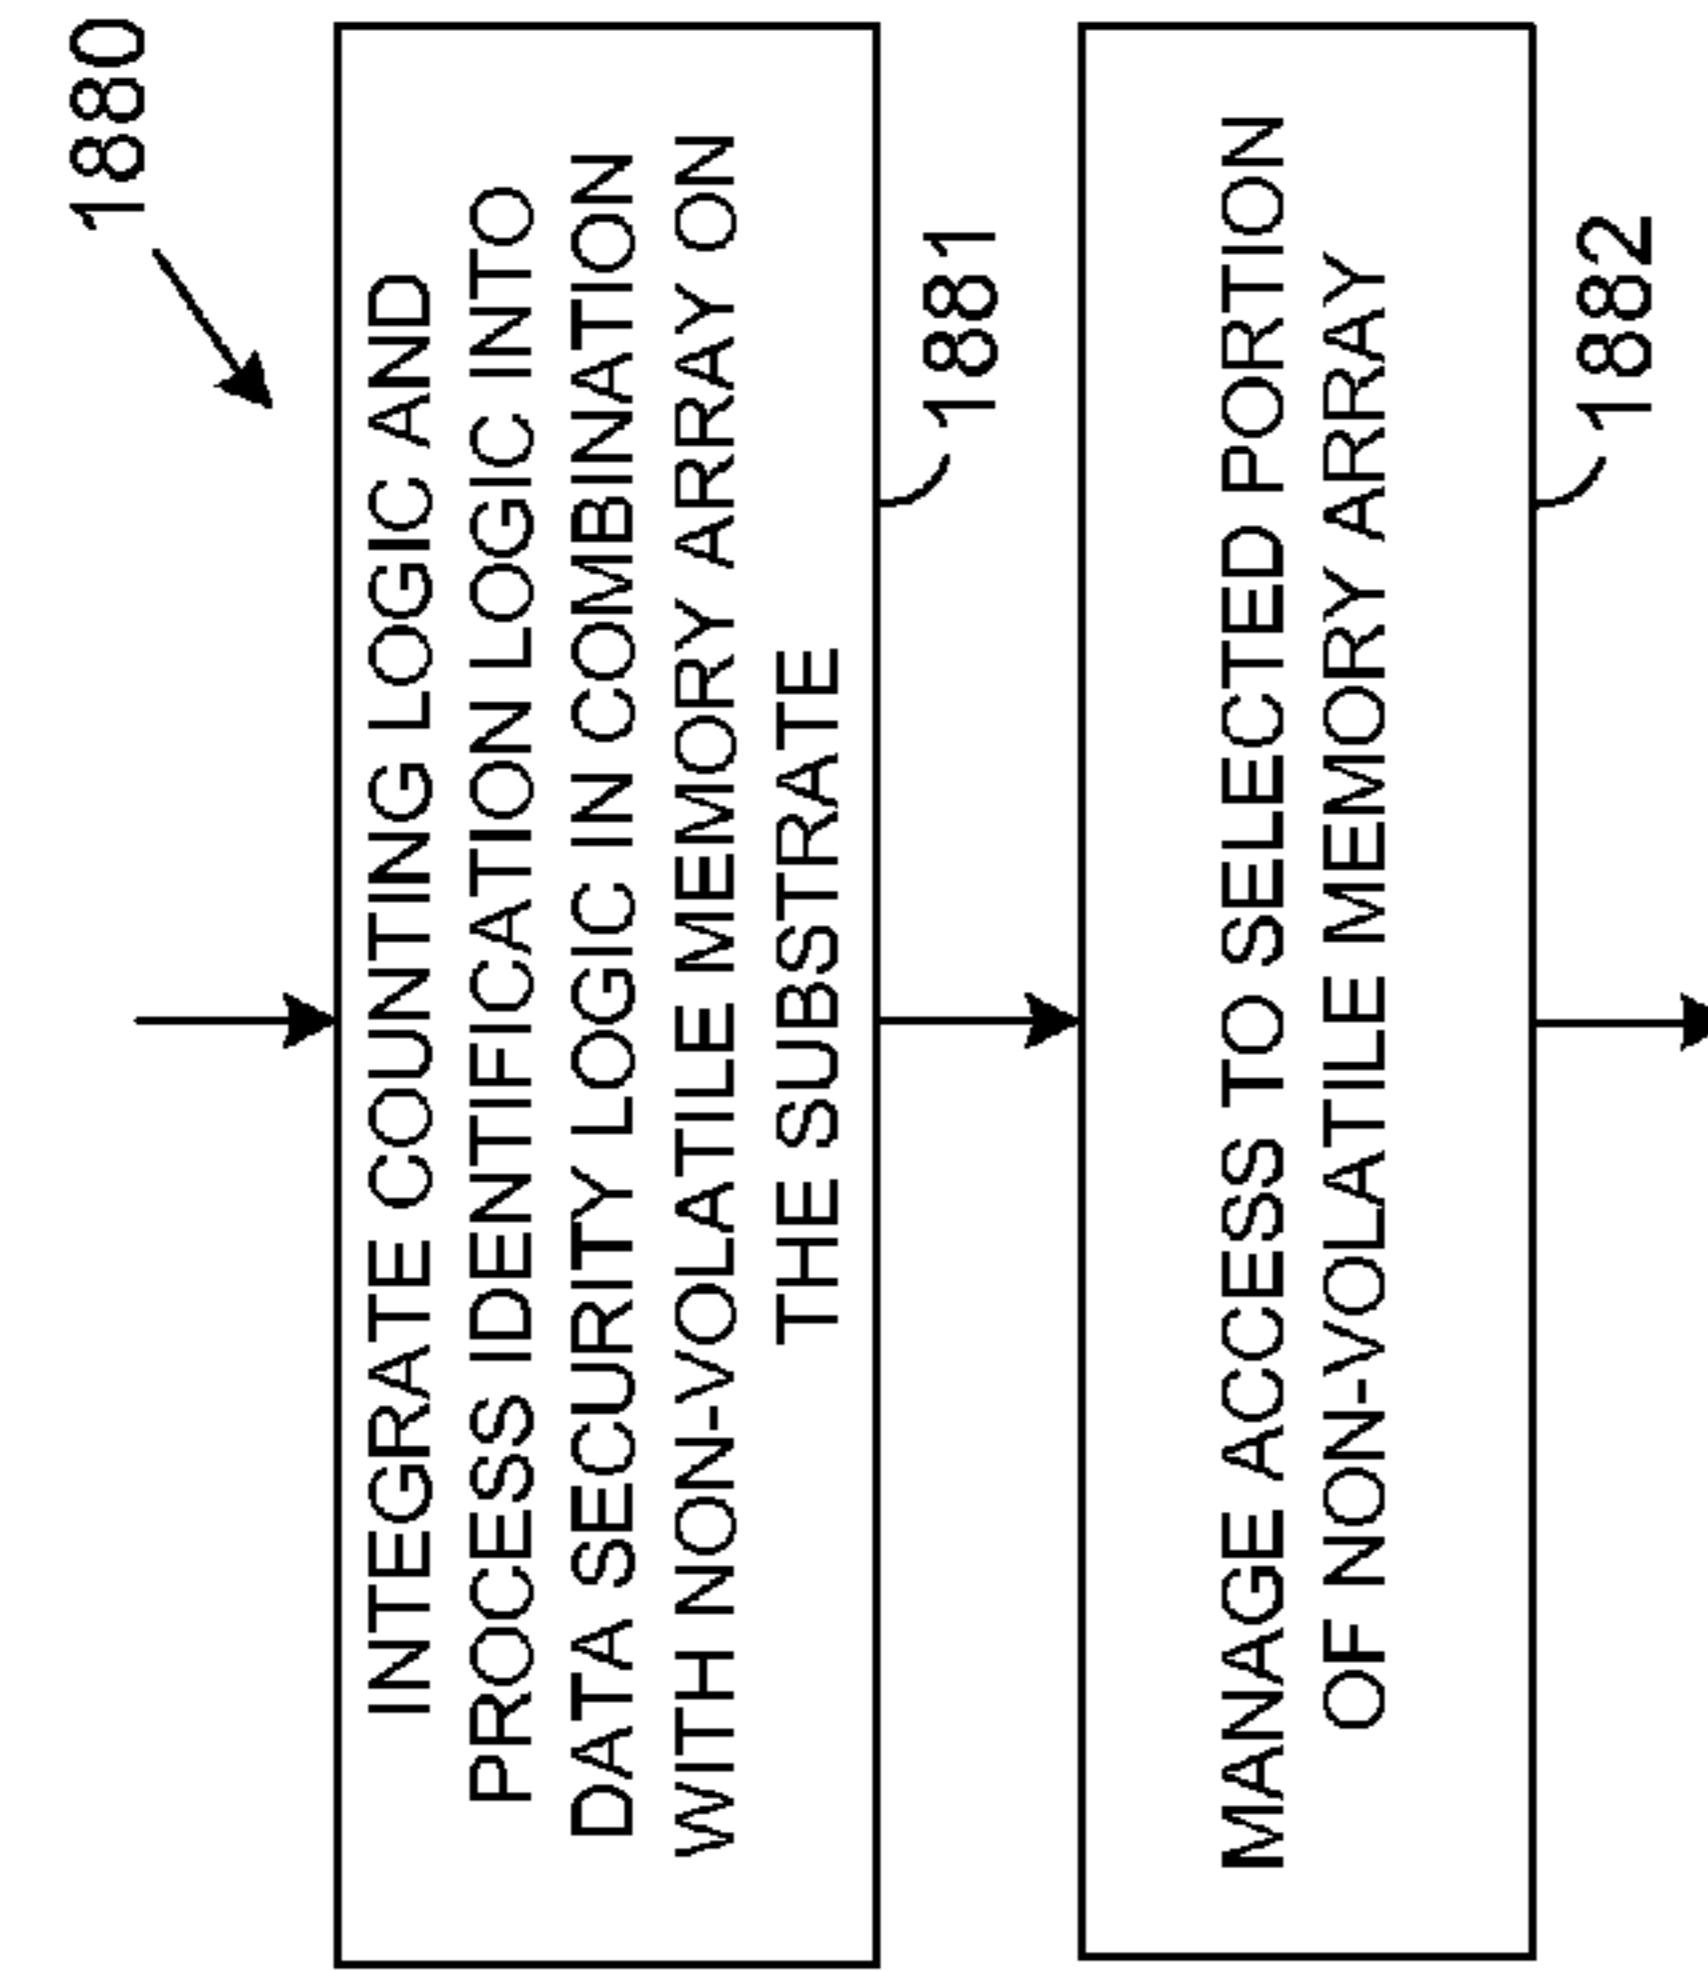 1880
INTEGRATE COUNTING LOGIC AND
PROCESS IDENTIFICATION LOGIC INTO
DATA SECURITY LOGIC IN COMBINATION
WITH NON-VOLATILE MEMORY ARRAY ON
THE SUBSTRATE
1881
MANAGE ACCESS TO SELECTED PORTION
OF NON-VOLATILE MEMORY ARRAY
1882